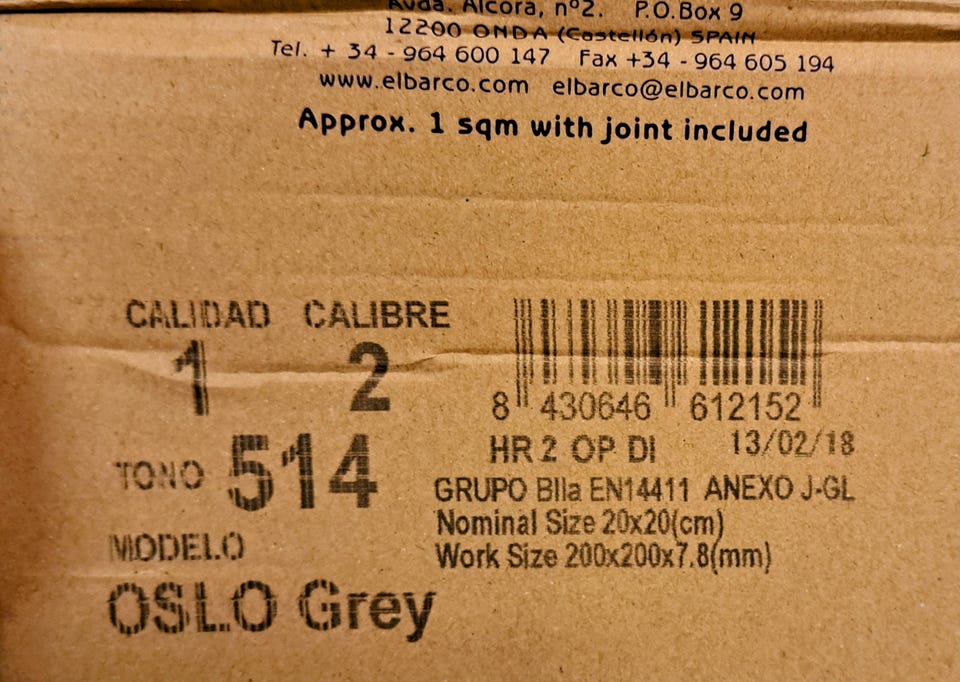 Avda. Alcora, nº2. P.O.Box 9
12200 ONDA (Castellón) SPAIN
Tel. + 34 - 964 600 147 Fax +34 - 964 605 194
www.elbarco.com elbarco@elbarco.com
Approx. 1 sqm with joint included
CALIDAD CALIBRE
1 2
8 430646 612152
HR 2 OP DI 13/02/18
TONO 514
GRUPO BIIa EN14411 ANEXO J-GL
Nominal Size 20x20(cm)
Work Size 200x200x7.8(mm)
MODELO
OSLO Grey